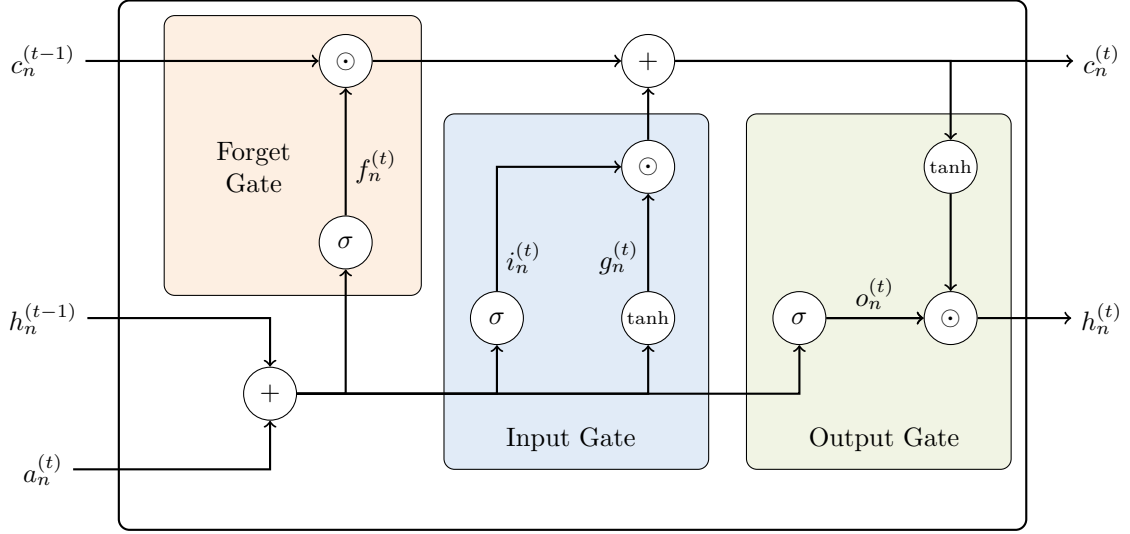 c_n^{(t−1)}
⊙
+
c_n^{(t)}
Forget
Gate
f_n^{(t)}
⊙
tanh
σ
i_n^{(t)}
g_n^{(t)}
h_n^{(t−1)}
σ
tanh
σ
o_n^{(t)}
⊙
h_n^{(t)}
+
Input Gate
Output Gate
a_n^{(t)}